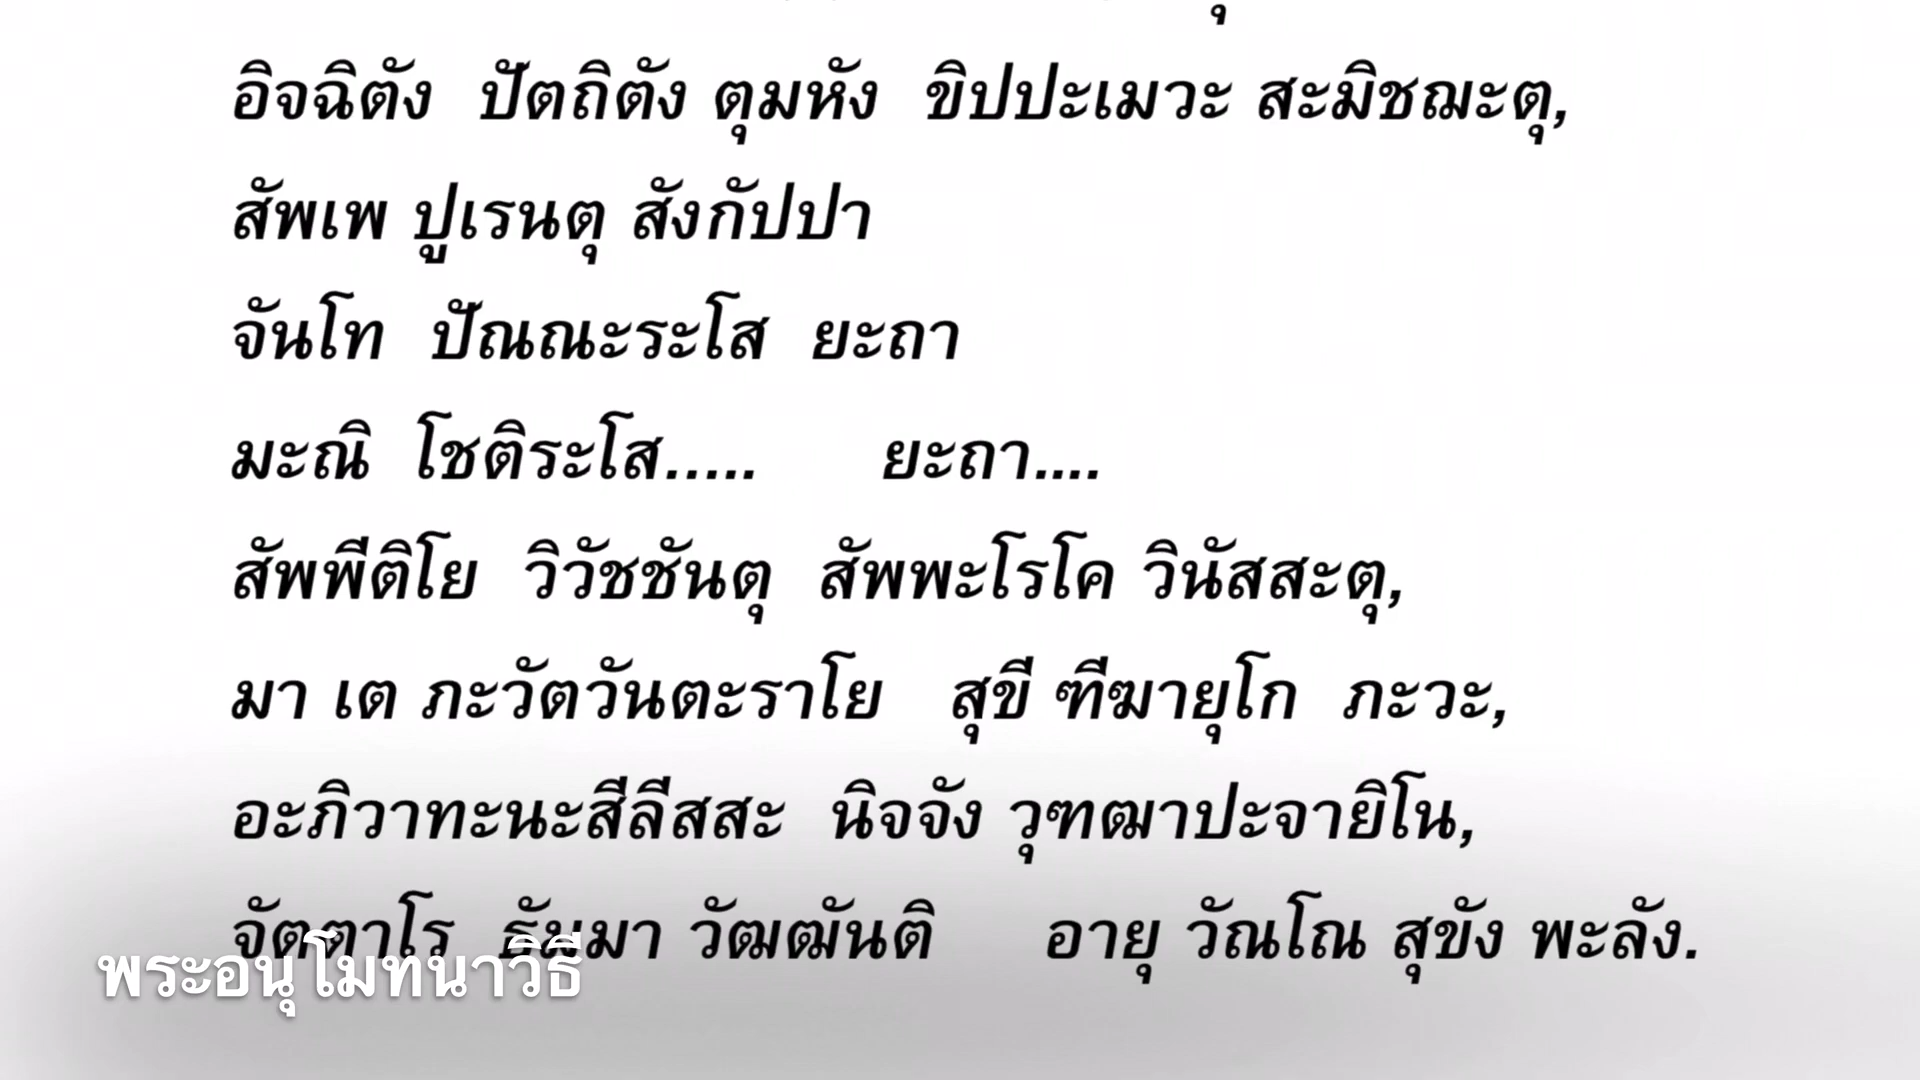 อิจฉิตัง ปัตถิตัง ตุมหัง ขิปปะเมวะ สะมิชฌะตุ,
สัพเพ ปูเรนตุ สังกัปปา
จันโท ปัณณะระโส ยะถา
มะณิ โชติระโส..... ยะถา....
สัพพีติโย วิวัชชันตุ สัพพะโรโค วินัสสะตุ,
มา เต ภะวัตวันตะราโย สุขี ฑีฆายุโก ภะวะ,
อะภิวาทะนะสีลีสสะ นิจจัง วุฑฒาปะจายิโน,
จัตตาโร ธัมมา วัฒฒันติ อายุ วัณโณ สุขัง พะลัง.
พระอนุโมทนาวิธี